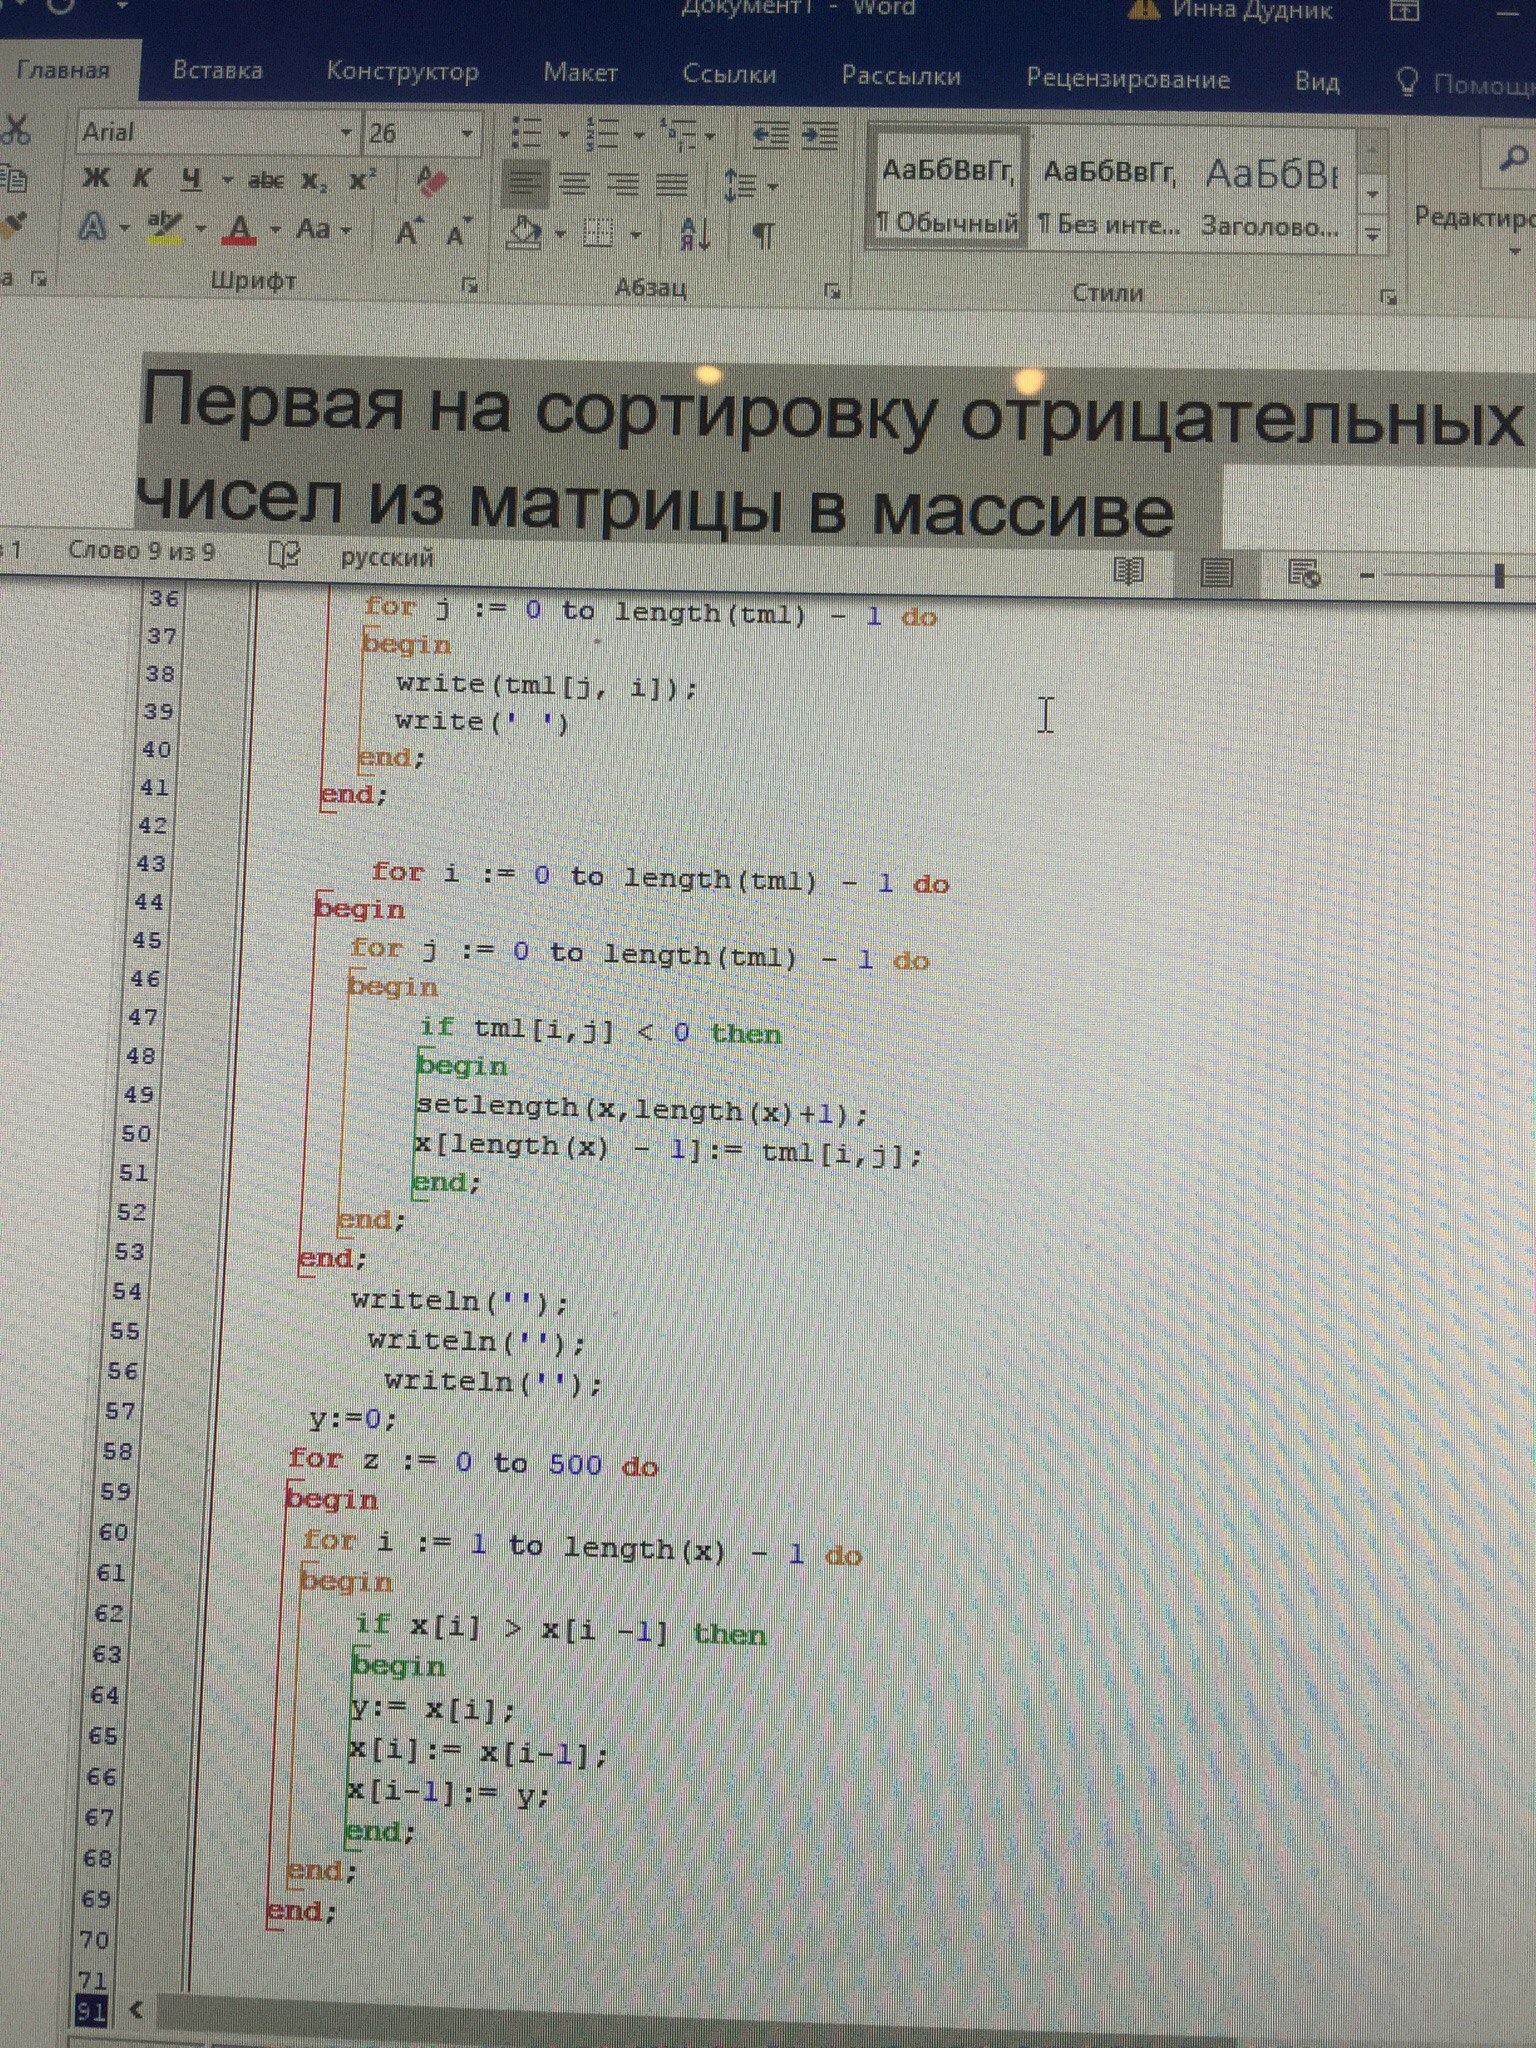 Документ1 - Word
Инна Дудник
Главная Вставка Конструктор Макет Ссылки Рассылки Рецензирование Вид
Arial 26
Ж К Ч abc x₂ x²
A aby A Aa A A
АаБбВвГг, АаБбВвГг, АаБбВ
¶ Обычный ¶ Без инте... Заголово...
Шрифт Абзац Стили
Первая на сортировку отрицательных
чисел из матрицы в массиве
1 Слово 9 из 9 русский
36 for j := 0 to length(tml) - 1 do
37 begin
38 write(tml[j, i]);
39 write(' ')
40 end;
41 end;
42
43 for i := 0 to length(tml) - 1 do
44 begin
45 for j := 0 to length(tml) - 1 do
46 begin
47 if tml[i,j] < 0 then
48 begin
49 setlength(x,length(x)+1);
50 x[length(x) - 1]:= tml[i,j];
51 end;
52 end;
53 end;
54 writeln('');
55 writeln('');
56 writeln('');
57 y:=0;
58 for z := 0 to 500 do
59 begin
60 for i := 1 to length(x) - 1 do
61 begin
62 if x[i] > x[i -1] then
63 begin
64 y:= x[i];
65 x[i]:= x[i-1];
66 x[i-1]:= y;
67 end;
68 end;
69 end;
70
71
91